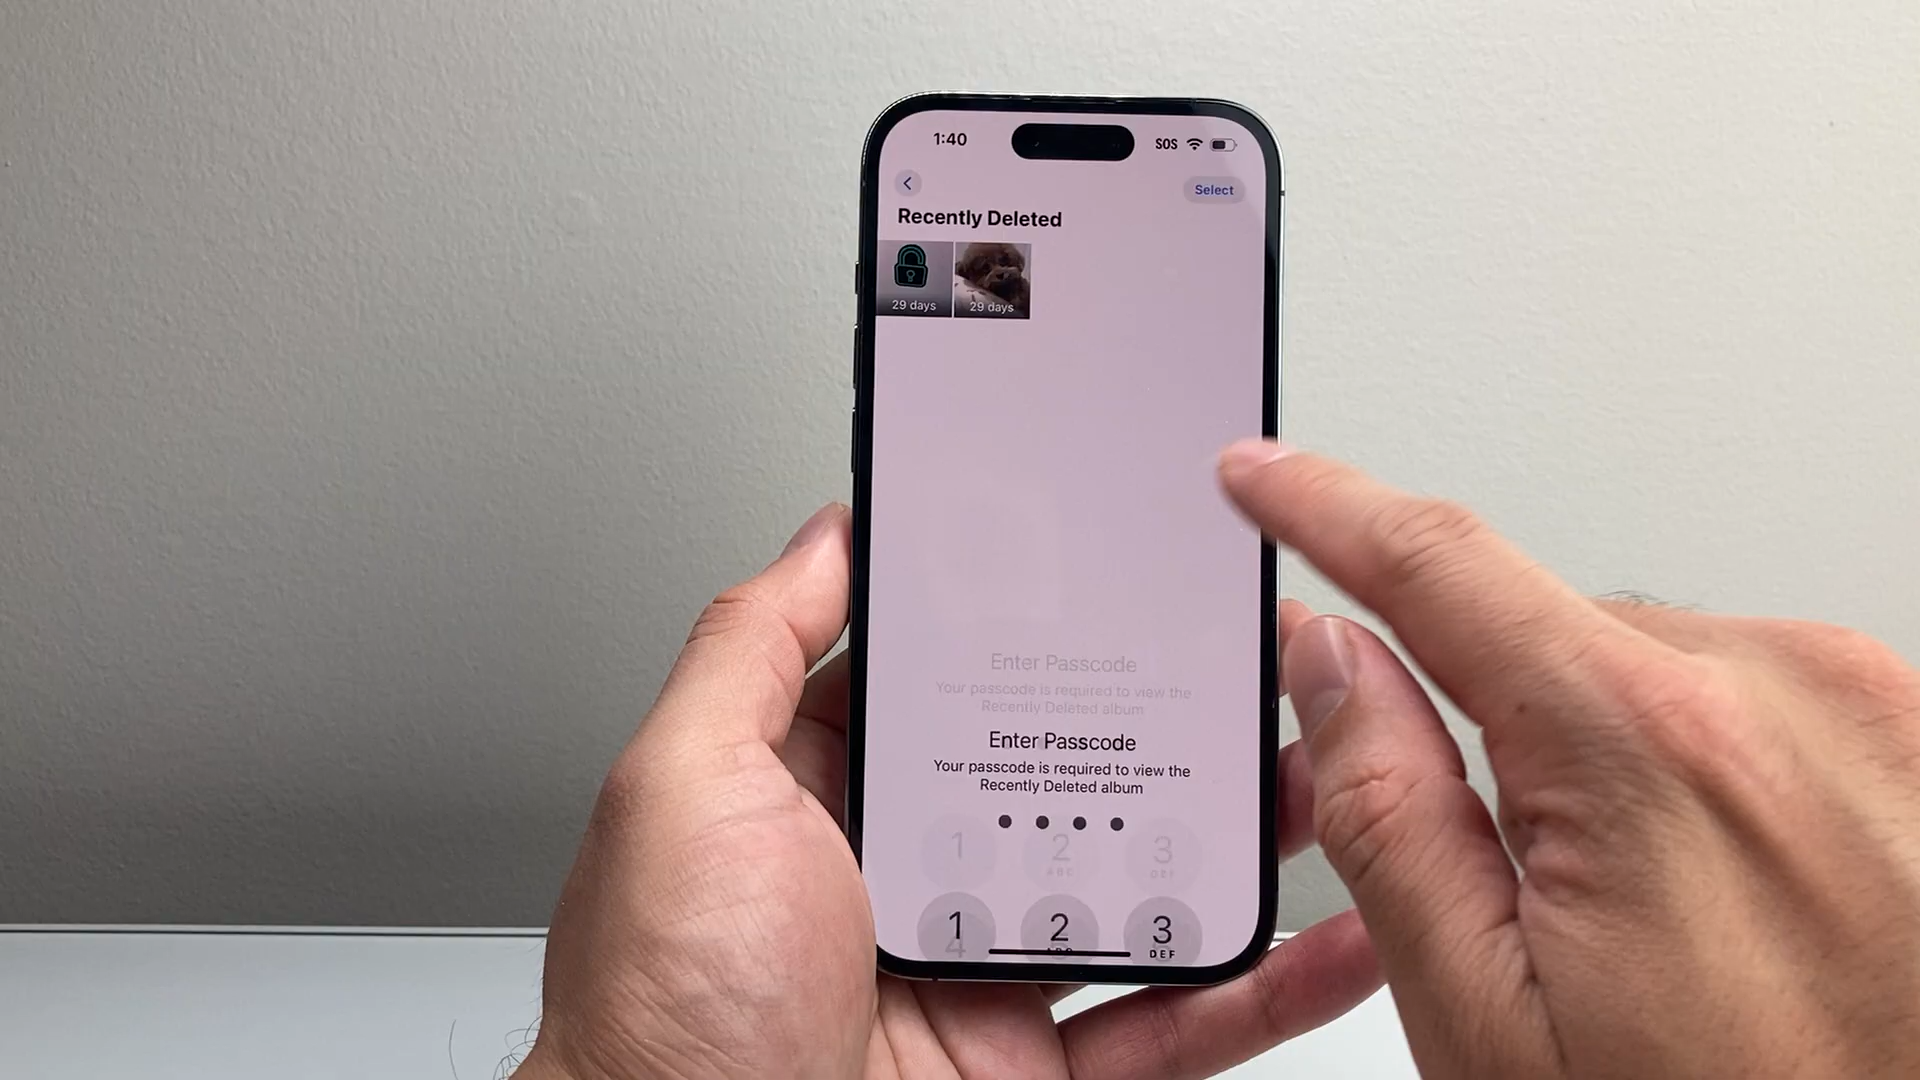 1:40
SOS
Select
Recently Deleted
29 days
29 days
Enter Passcode
Your passcode is required to view the
Recently Deleted album
Enter Passcode
Your passcode is required to view the
Recently Deleted album
1
2
ABC
3
DEF
1
2
ABC
3
DEF
4